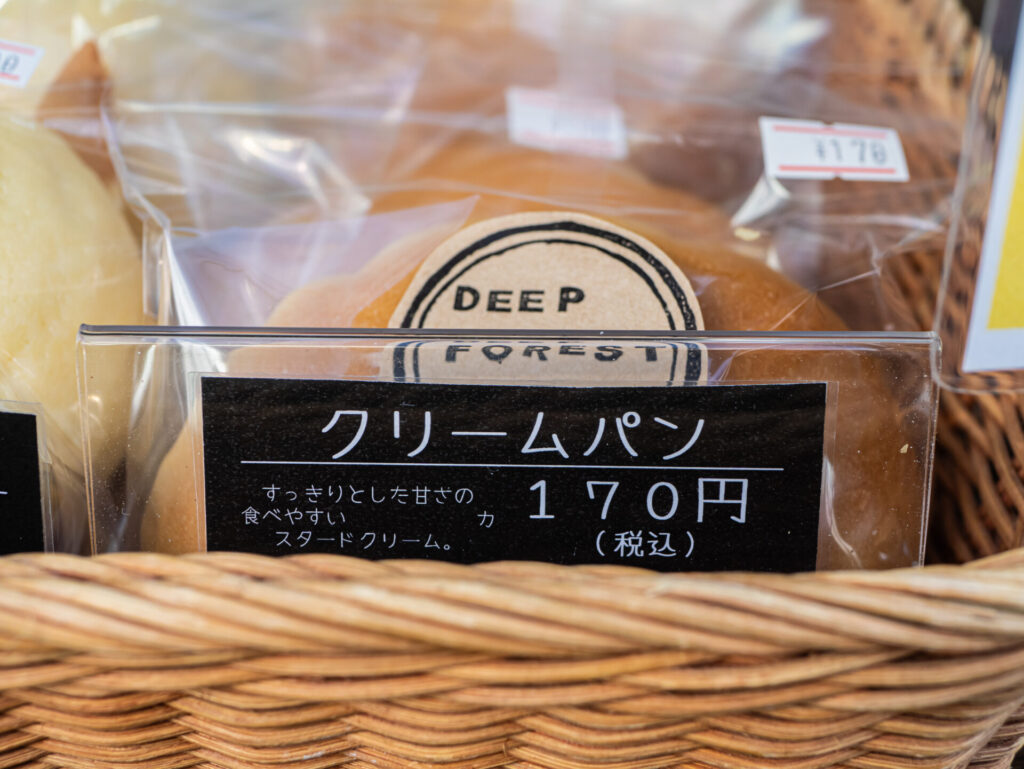 ¥170
DEEP
FOREST
クリームパン
すっきりとした甘さの
食べやすい カ
スタードクリーム。
170円
(税込)